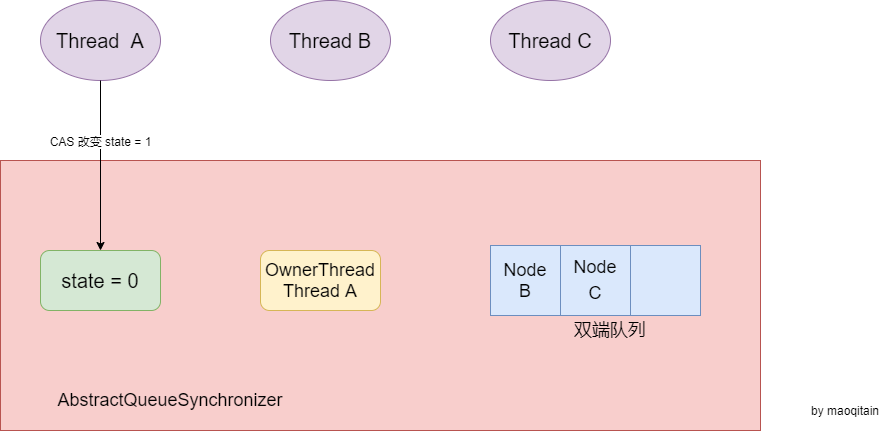 Thread A
Thread B
Thread C
CAS 改变 state = 1
state = 0
OwnerThread
Thread A
Node
B
Node
C
双端队列
AbstractQueueSynchronizer
by maoqitain